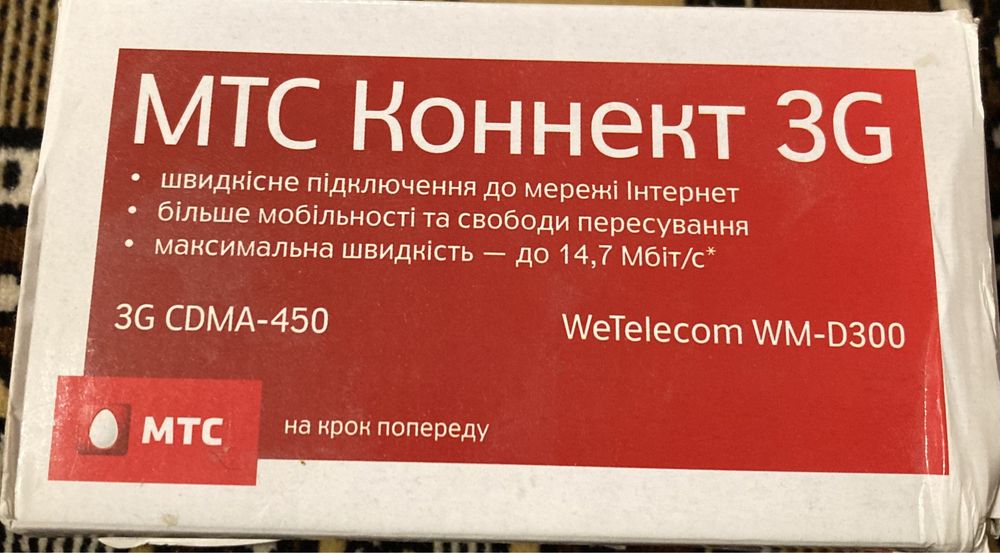 МТС Коннект 3G
• швидкісне підключення до мережі Інтернет
• більше мобільності та свободи пересування
• максимальна швидкість — до 14,7 Мбіт/с*
3G CDMA-450 WeTelecom WM-D300
МТС на крок попереду